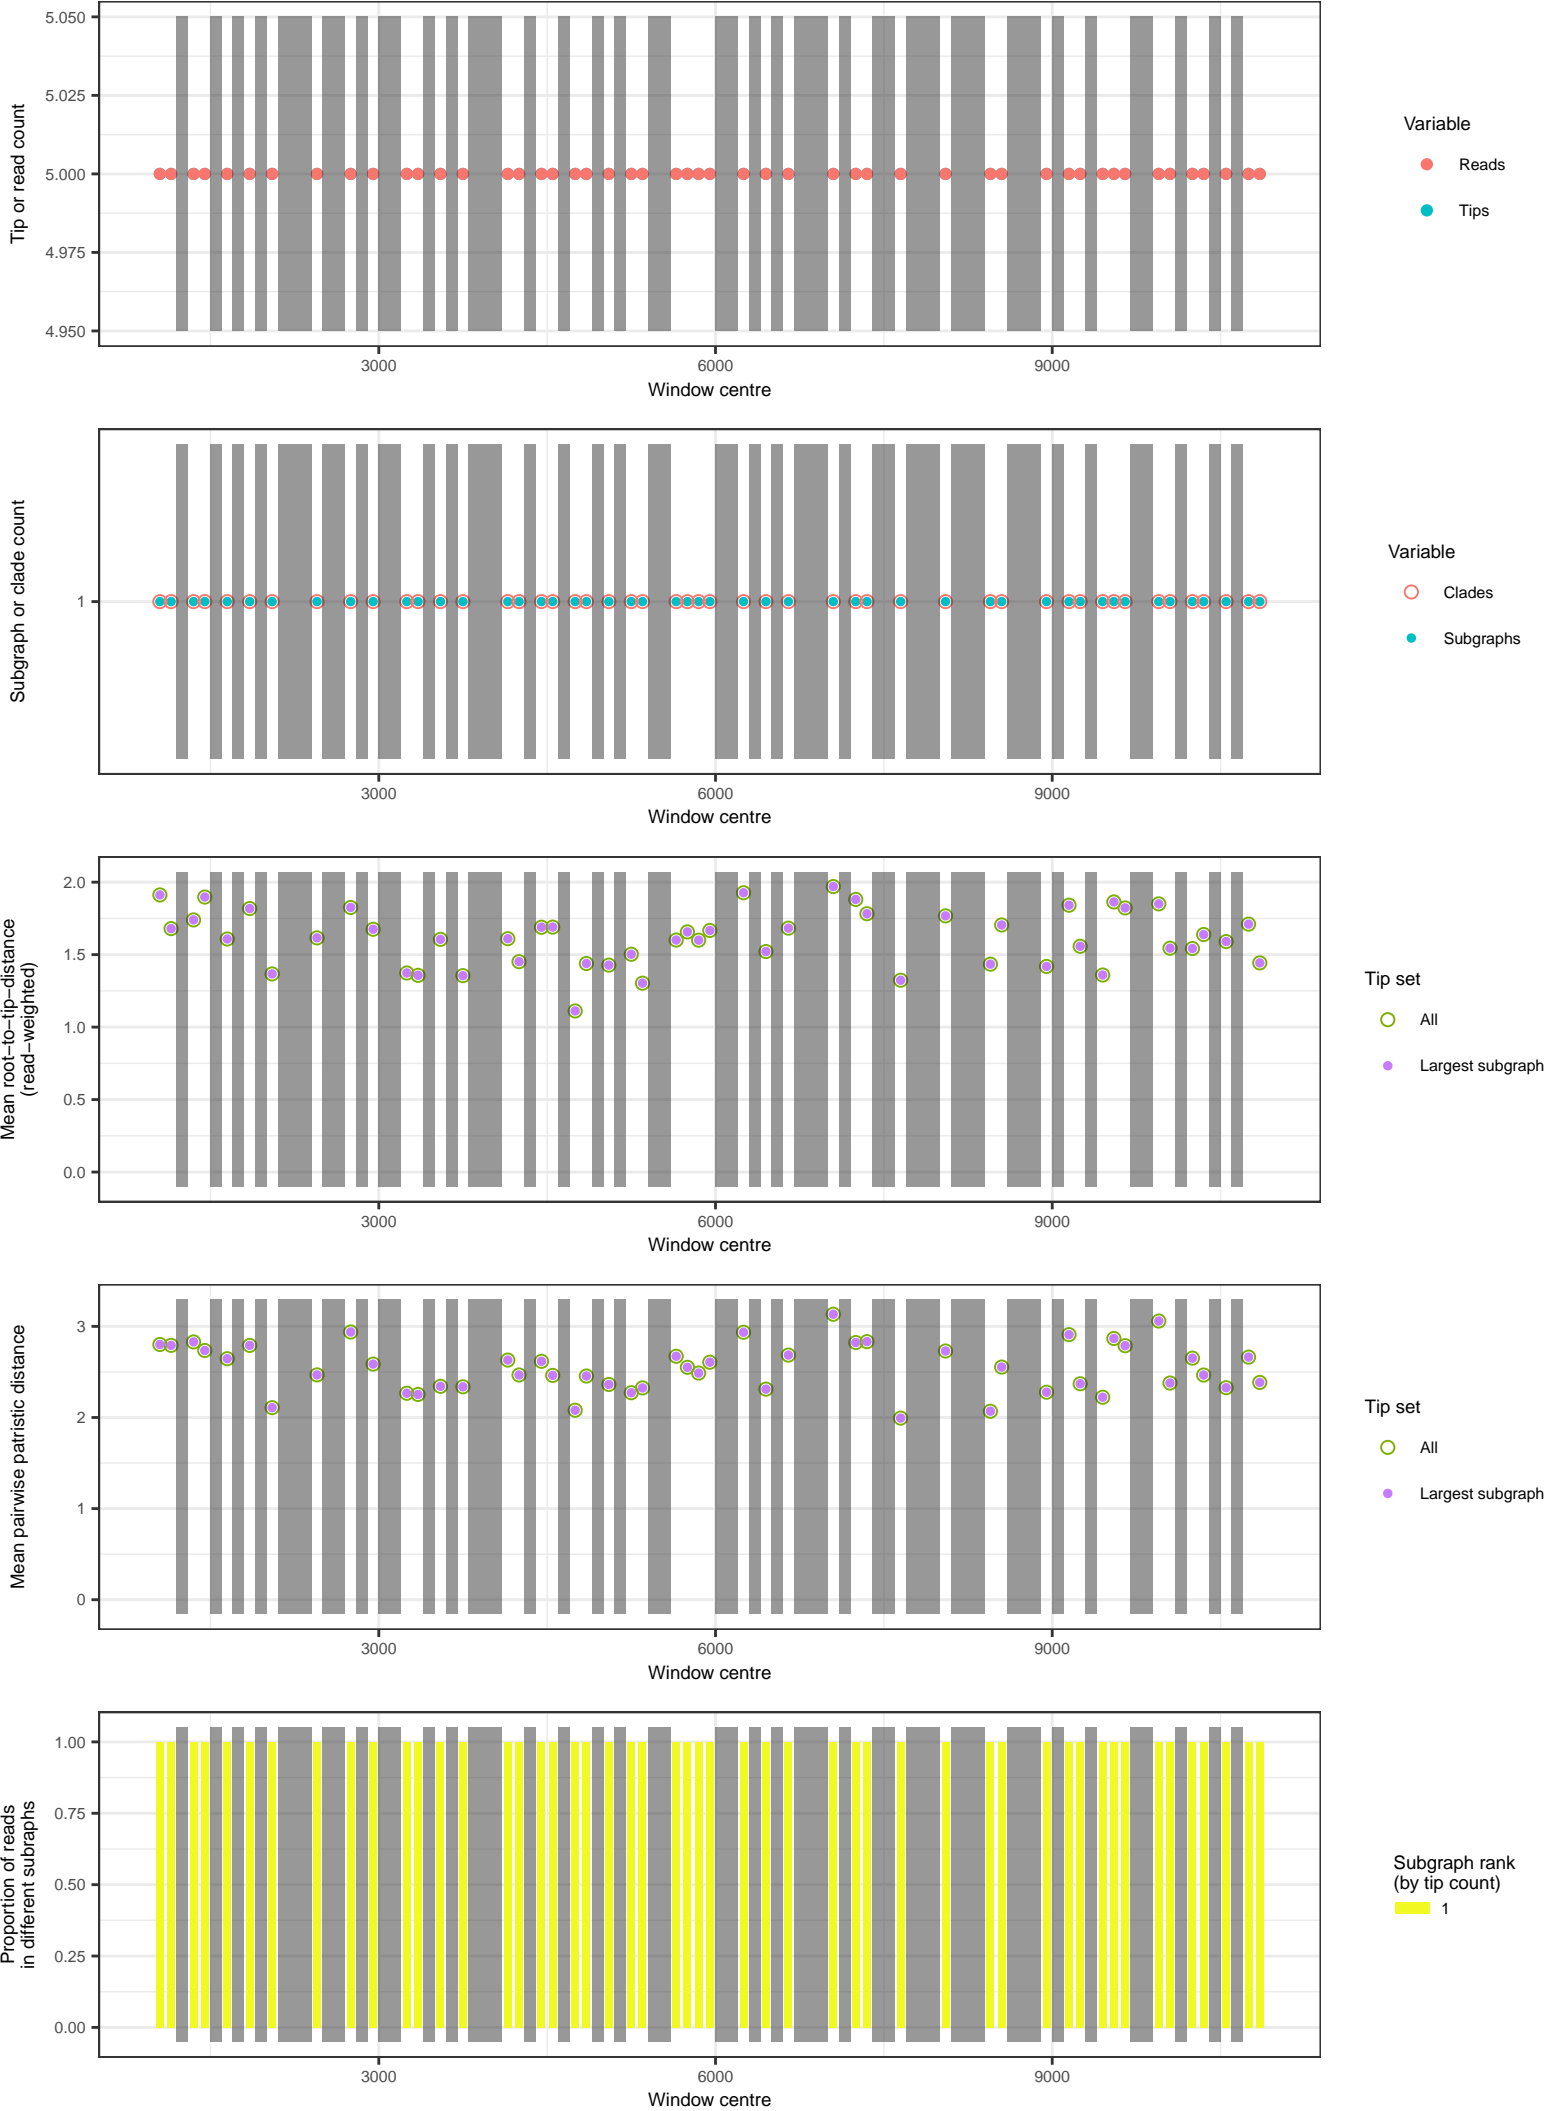 5.050
5.025
5.000
4.975
4.950
Tip or read count
3000 6000 9000
Window centre
Variable
Reads
Tips
1
Subgraph or clade count
3000 6000 9000
Window centre
Variable
Clades
Subgraphs
2.0
1.5
1.0
0.5
0.0
Mean root−to−tip−distance
(read−weighted)
3000 6000 9000
Window centre
Tip set
All
Largest subgraph
3
2
1
0
Mean pairwise patristic distance
3000 6000 9000
Window centre
Tip set
All
Largest subgraph
1.00
0.75
0.50
0.25
0.00
Proportion of reads
in different subraphs
3000 6000 9000
Window centre
Subgraph rank
(by tip count)
1